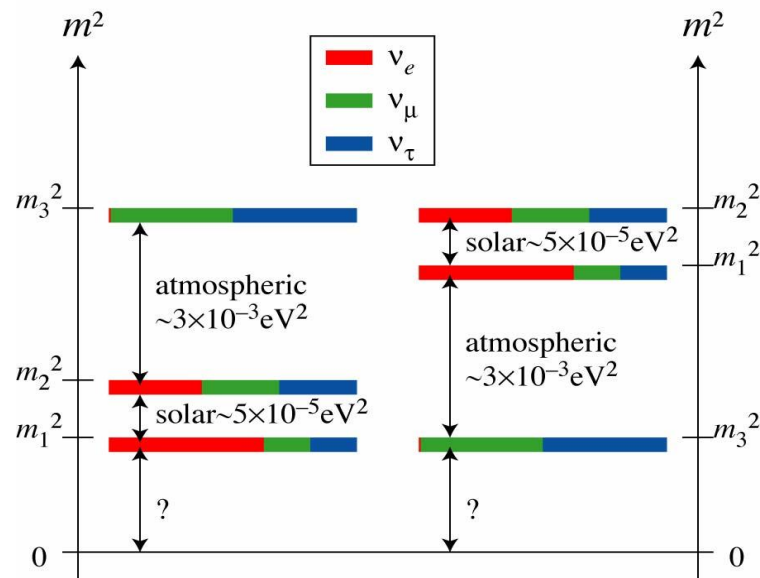 m²
m²
νₑ
ν_μ
ν_τ
m₃²
m₂²
solar~5×10⁻⁵eV²
m₁²
atmospheric
~3×10⁻³eV²
atmospheric
~3×10⁻³eV²
m₂²
solar~5×10⁻⁵eV²
m₁²
m₃²
?
?
0
0